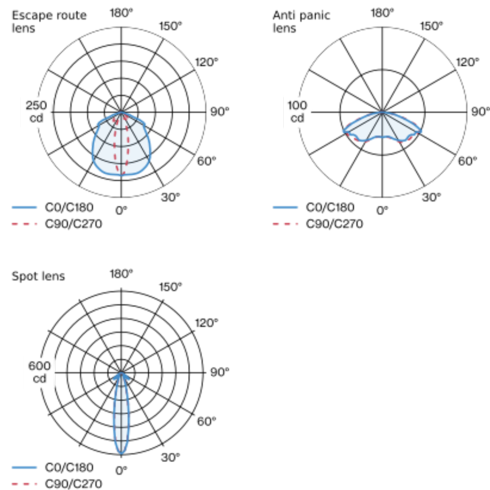 Escape route
lens
180°
150°
120°
250
cd
90°
60°
30°
0°
C0/C180
C90/C270
Anti panic
lens
180°
150°
120°
100
cd
90°
60°
30°
0°
C0/C180
C90/C270
Spot lens
180°
150°
120°
600
cd
90°
60°
30°
0°
C0/C180
C90/C270